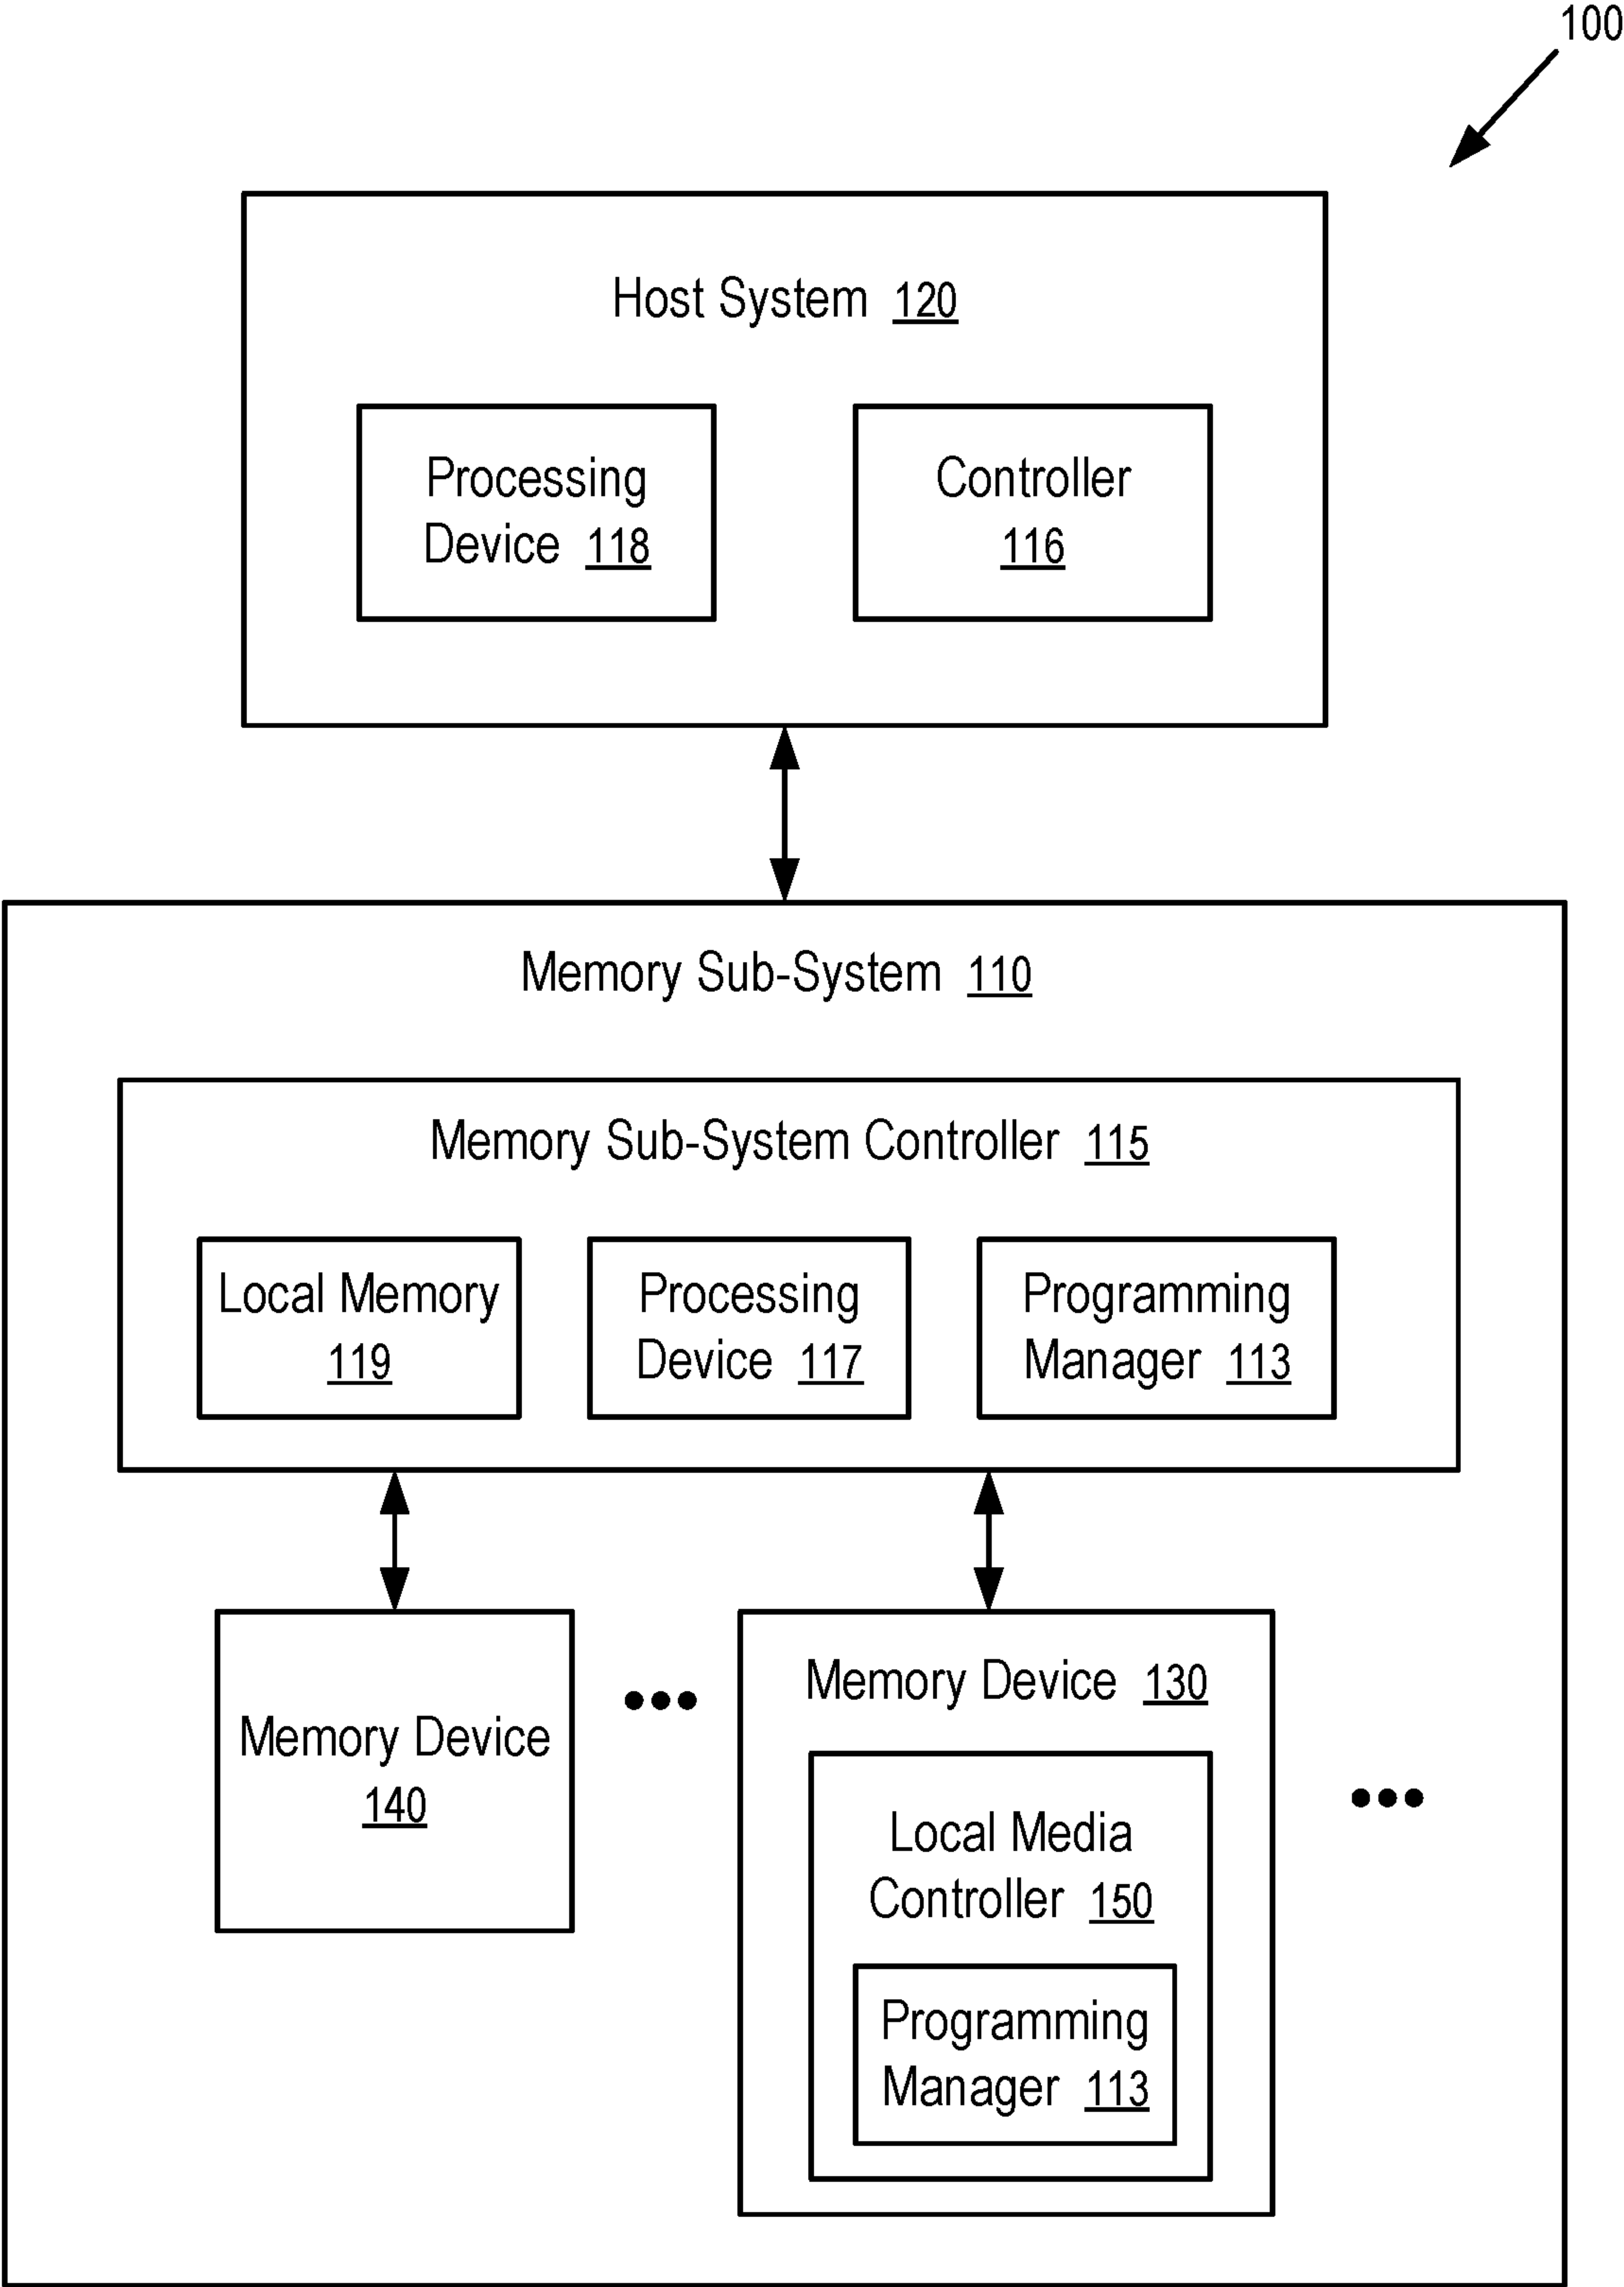 100
Host System 120
Processing
Device 118
Controller
116
Memory Sub-System 110
Memory Sub-System Controller 115
Local Memory
119
Processing
Device 117
Programming
Manager 113
Memory Device
140
Memory Device 130
Local Media
Controller 150
Programming
Manager 113